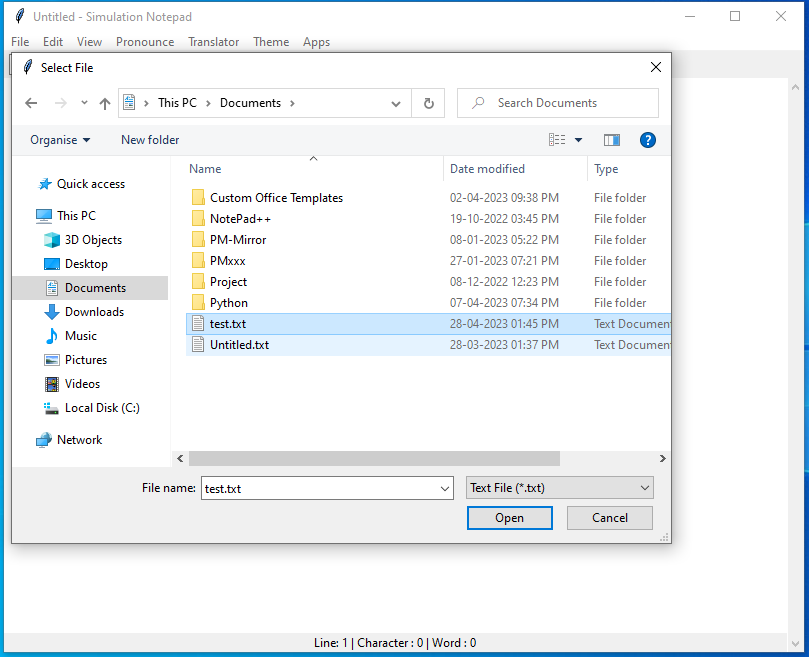 Untitled - Simulation Notepad
File Edit View Pronounce Translator Theme Apps
Select File
This PC Documents
Search Documents
Organise New folder
Name Date modified Type
Quick access
This PC
3D Objects
Desktop
Documents
Downloads
Music
Pictures
Videos
Local Disk (C:)
Network
Custom Office Templates 02-04-2023 09:38 PM File folder
NotePad++ 19-10-2022 03:45 PM File folder
PM-Mirror 08-01-2023 05:22 PM File folder
PMxxx 27-01-2023 07:21 PM File folder
Project 08-12-2022 12:23 PM File folder
Python 07-04-2023 07:34 PM File folder
test.txt 28-04-2023 01:45 PM Text Documen
Untitled.txt 28-03-2023 01:37 PM Text Documen
File name: test.txt Text File (*.txt)
Open Cancel
Line: 1 | Character : 0 | Word : 0